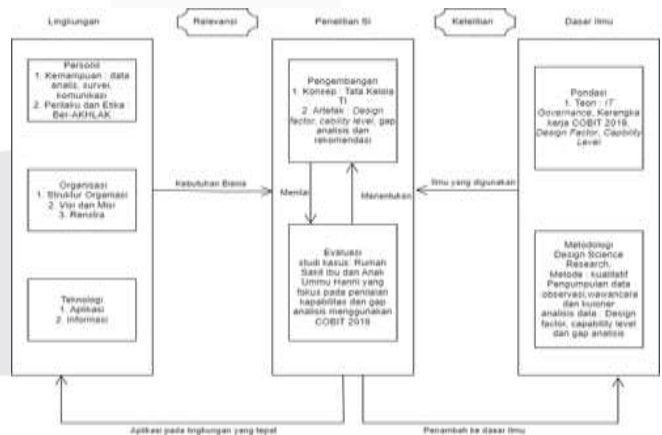 Lingkungan
Relevansi
Penelitian SI
Ketelitian
Dasar Ilmu
Personil
1. Kemampuan : data
analis, survei,
komunikasi
2. Perilaku dan Etika :
Ber-AKHLAK
Organisasi
1. Struktur Organisasi
2. Visi dan Misi
3. Renstra
Teknologi
1. Aplikasi
2. Informasi
Kebutuhan Bisnis
Pengembangan
1. Konsep : Tata Kelola
TI
2. Artefak : Design
factor, cability level, gap
analysis dan
rekomendasi
Menilai
Menentukan
Evaluasi
studi kasus: Rumah
Sakit Ibu dan Anak
Ummu Hanni yang
fokus pada penilaian
kapabilitas dan gap
analysis menggunakan
COBIT 2019
Ilmu yang digunakan
Pondasi
1. Teori : IT
Governance, Kerangka
kerja COBIT 2019,
Design Factor, Capbility
Level
Metodologi
Design Science
Research,
Metode : kualitatif
Pengumpulan data :
observasi,wawancara
dan kuioner
analisis data : Design
factor, capability level
dan gap analysis
Aplikasi pada lingkungan yang tepat
Penambah ke dasar ilmu